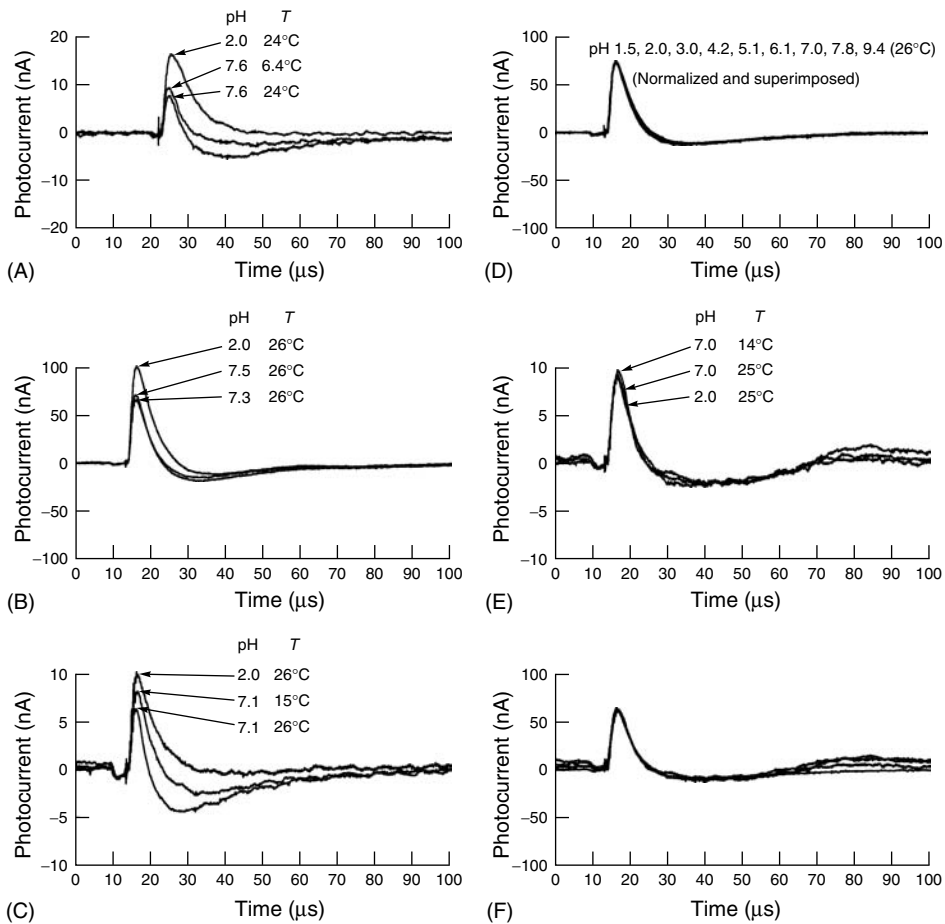 pH T
2.0 24°C
7.6 6.4°C
7.6 24°C
20
10
0
−10
−20
Photocurrent (nA)
0 10 20 30 40 50 60 70 80 90 100
(A) Time (μs)
pH T
2.0 26°C
7.5 26°C
7.3 26°C
100
50
0
−50
−100
Photocurrent (nA)
0 10 20 30 40 50 60 70 80 90 100
(B) Time (μs)
pH T
2.0 26°C
7.1 15°C
7.1 26°C
10
5
0
−5
−10
Photocurrent (nA)
0 10 20 30 40 50 60 70 80 90 100
(C) Time (μs)
pH 1.5, 2.0, 3.0, 4.2, 5.1, 6.1, 7.0, 7.8, 9.4 (26°C)
(Normalized and superimposed)
100
50
0
−50
−100
Photocurrent (nA)
0 10 20 30 40 50 60 70 80 90 100
(D) Time (μs)
pH T
7.0 14°C
7.0 25°C
2.0 25°C
10
5
0
5
−10
Photocurrent (nA)
0 10 20 30 40 50 60 70 80 90 100
(E) Time (μs)
100
50
0
−50
−100
Photocurrent (nA)
0 10 20 30 40 50 60 70 80 90 100
(F) Time (μs)